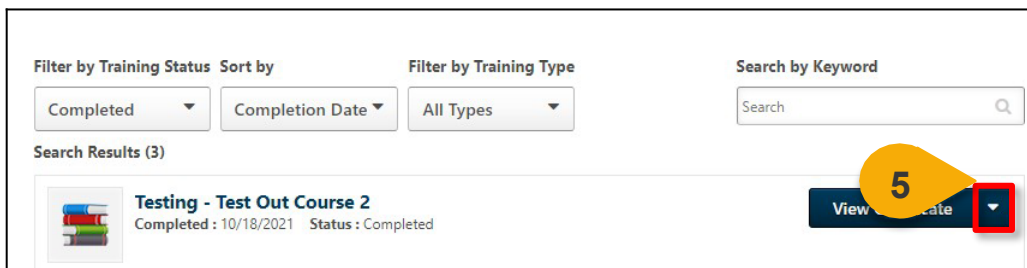 Filter by Training Status Sort by Filter by Training Type Search by Keyword
Completed Completion Date All Types Search
Search Results (3)
Testing - Test Out Course 2
Completed : 10/18/2021 Status : Completed
View
5